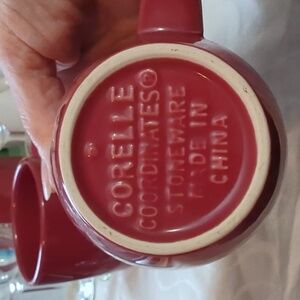 CORELLE
COORDINATES®
STONEWARE
MADE IN
CHINA